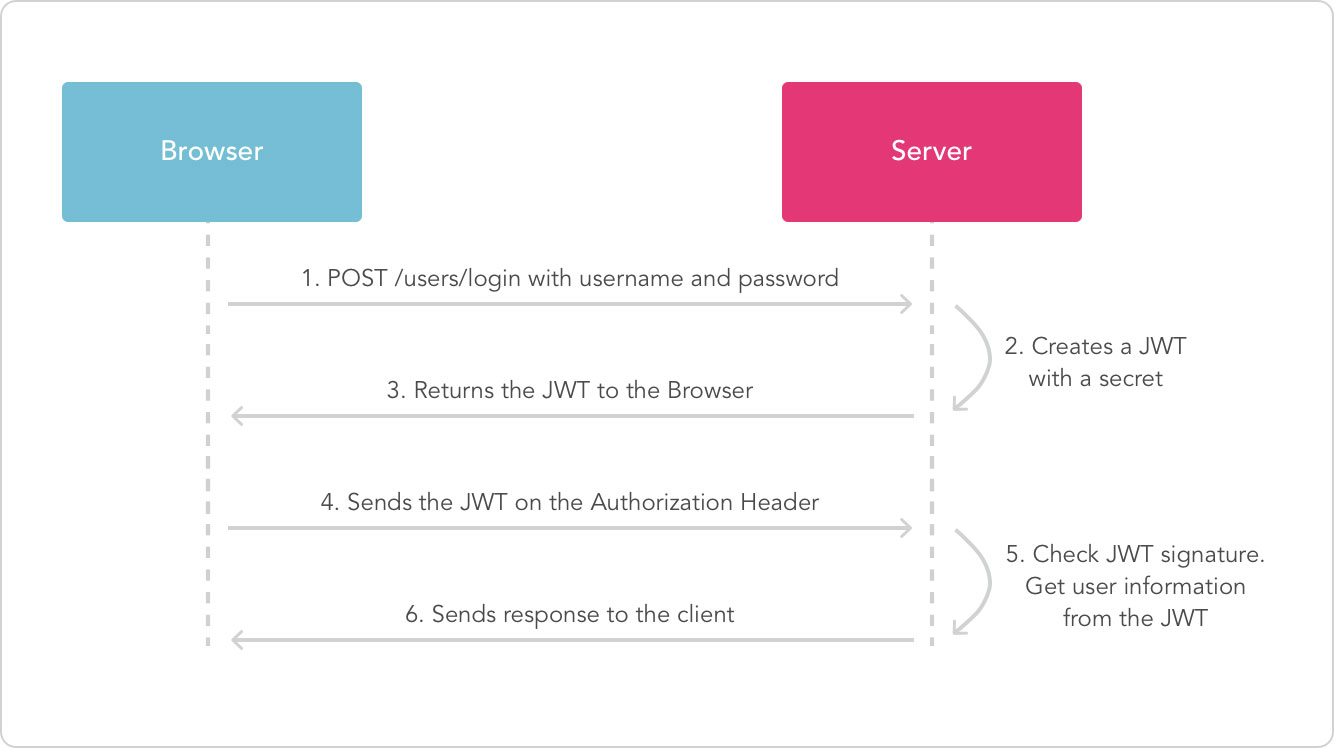 Browser
Server
1. POST /users/login with username and password
2. Creates a JWT
with a secret
3. Returns the JWT to the Browser
4. Sends the JWT on the Authorization Header
5. Check JWT signature.
Get user information
from the JWT
6. Sends response to the client